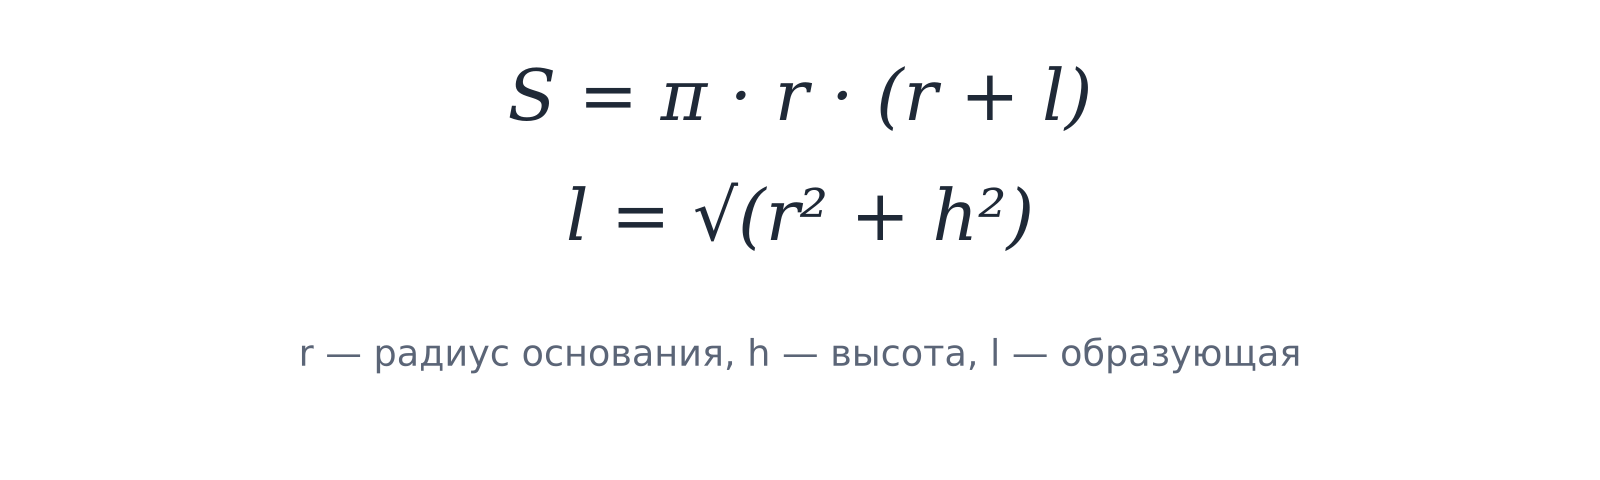 S = π · r · (r + l)
l = √(r² + h²)
r — радиус основания, h — высота, l — образующая